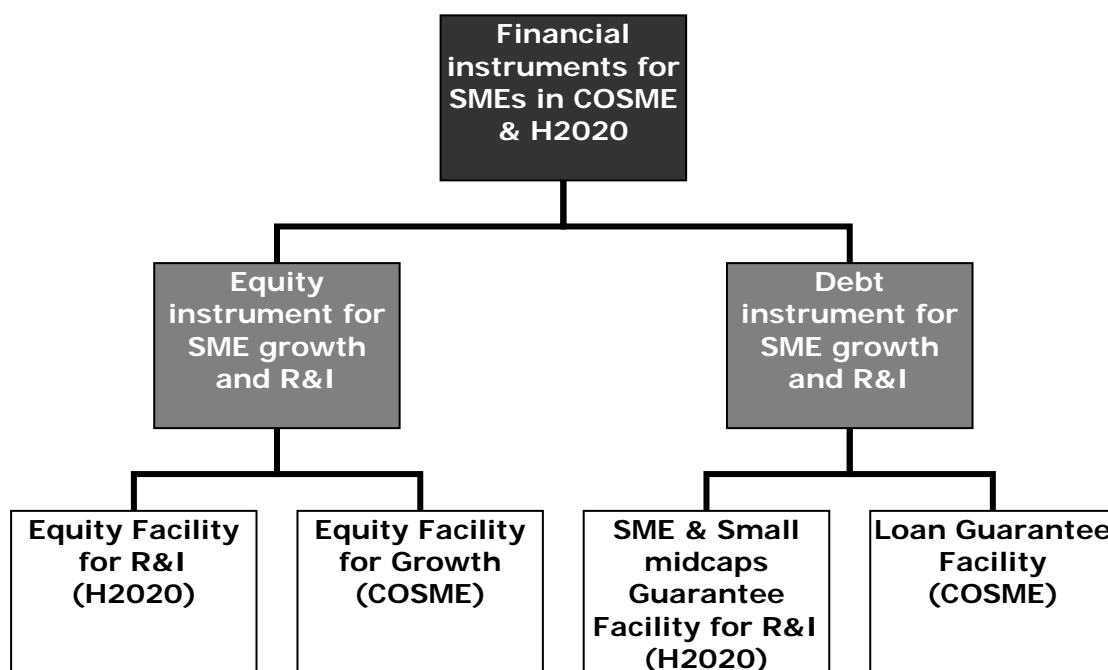 Financial
instruments for
SMEs in COSME
& H2020
Equity
instrument for
SME growth
and R&I
Debt
instrument for
SME growth
and R&I
Equity Facility
for R&I
(H2020)
Equity Facility
for Growth
(COSME)
SME & Small
midcaps
Guarantee
Facility for R&I
(H2020)
Loan Guarantee
Facility
(COSME)